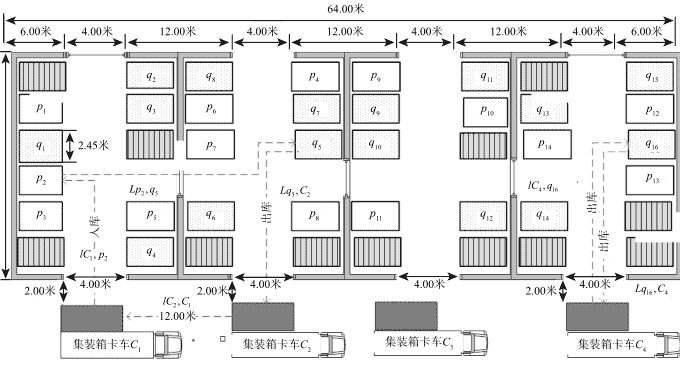 64.00米
6.00米 4.00米 12.00米 4.00米 12.00米 4.00米 12.00米 4.00米 6.00米
q2 q8 p4 p9 q11 q15
p1 q3 p6 q7 q9 p10 q13 p12
q1 2.45米 p7 q5 q10 p14 q16
p2 Lp2,q5 Lq5,C2 lC4,q16 p13
入库 出库 出库 出库
p3 p5 q6 p8 p11 q12 q14
lC1,p2 q4
2.00米 4.00米 2.00米 4.00米 4.00米 2.00米 4.00米 Lq16,C4
lC2,C1
12.00米
集装箱卡车C1 集装箱卡车C2 集装箱卡车C3 集装箱卡车C4